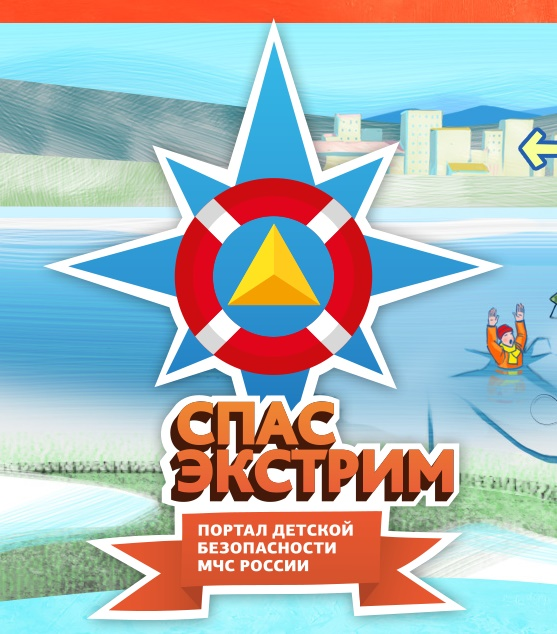 СПАС
ЭКСТРИМ
ПОРТАЛ ДЕТСКОЙ
БЕЗОПАСНОСТИ
МЧС РОССИИ